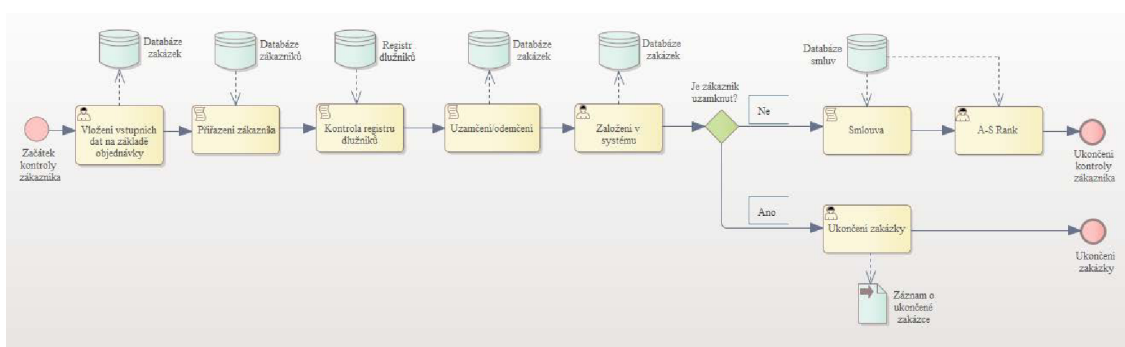 Databáze
zakázek
Databáze
zákazníků
Registr
dlužníků
Databáze
zakázek
Databáze
zakázek
Databáze
smluv
Začátek
kontroly
zákazníka
Vložení vstupních
dat na základě
objednávky
Přiřazení zákazníka
Kontrola registru
dlužníků
Uzamčení/odemčení
Založení v
systému
Je zákazník
uzamknut?
Ne
Smlouva
A-S Rank
Ukončení
kontroly
zákazníka
Ano
Ukončení zakázky
Ukončení
zakázky
Záznam o
ukončené
zakázce